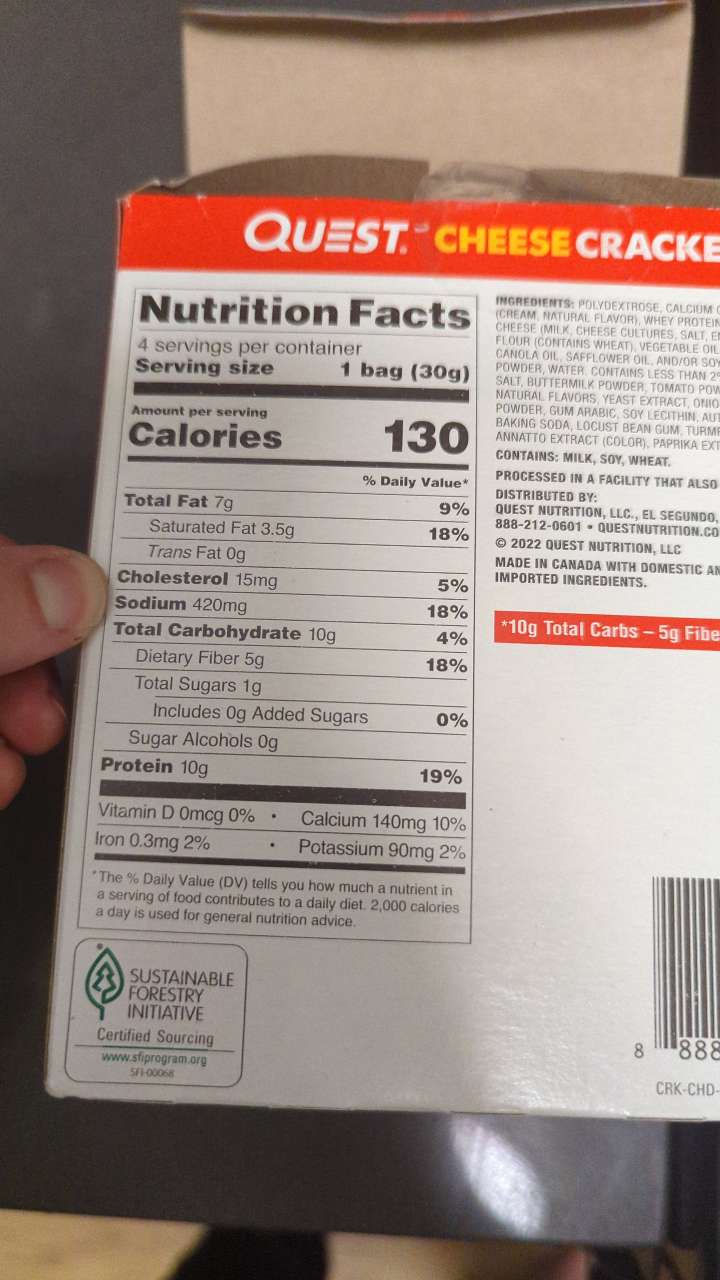 QUEST. CHEESE CRACKE
Nutrition Facts
4 servings per container
Serving size 1 bag (30g)
Amount per serving
Calories 130
% Daily Value*
Total Fat 7g 9%
Saturated Fat 3.5g 18%
Trans Fat 0g
Cholesterol 15mg 5%
Sodium 420mg 18%
Total Carbohydrate 10g 4%
Dietary Fiber 5g 18%
Total Sugars 1g
Includes 0g Added Sugars 0%
Sugar Alcohols 0g
Protein 10g 19%
Vitamin D 0mcg 0% • Calcium 140mg 10%
Iron 0.3mg 2% • Potassium 90mg 2%
*The % Daily Value (DV) tells you how much a nutrient in
a serving of food contributes to a daily diet. 2,000 calories
a day is used for general nutrition advice.
SUSTAINABLE
FORESTRY
INITIATIVE
Certified Sourcing
www.sfiprogram.org
SFI-00068
INGREDIENTS: POLYDEXTROSE, CALCIUM
(CREAM, NATURAL FLAVOR), WHEY PROTEIN
CHEESE (MILK, CHEESE CULTURES, SALT, E
FLOUR (CONTAINS WHEAT), VEGETABLE OIL
CANOLA OIL, SAFFLOWER OIL, AND/OR SOY
POWDER, WATER. CONTAINS LESS THAN 2
SALT, BUTTERMILK POWDER, TOMATO POW
NATURAL FLAVORS, YEAST EXTRACT, ONIO
POWDER, GUM ARABIC, SOY LECITHIN, AUT
BAKING SODA, LOCUST BEAN GUM, TURME
ANNATTO EXTRACT (COLOR), PAPRIKA EXT
CONTAINS: MILK, SOY, WHEAT.
PROCESSED IN A FACILITY THAT ALSO
DISTRIBUTED BY:
QUEST NUTRITION, LLC., EL SEGUNDO,
888-212-0601 • QUESTNUTRITION.CO
© 2022 QUEST NUTRITION, LLC
MADE IN CANADA WITH DOMESTIC AN
IMPORTED INGREDIENTS.
*10g Total Carbs – 5g Fibe
8 888
CRK-CHD-